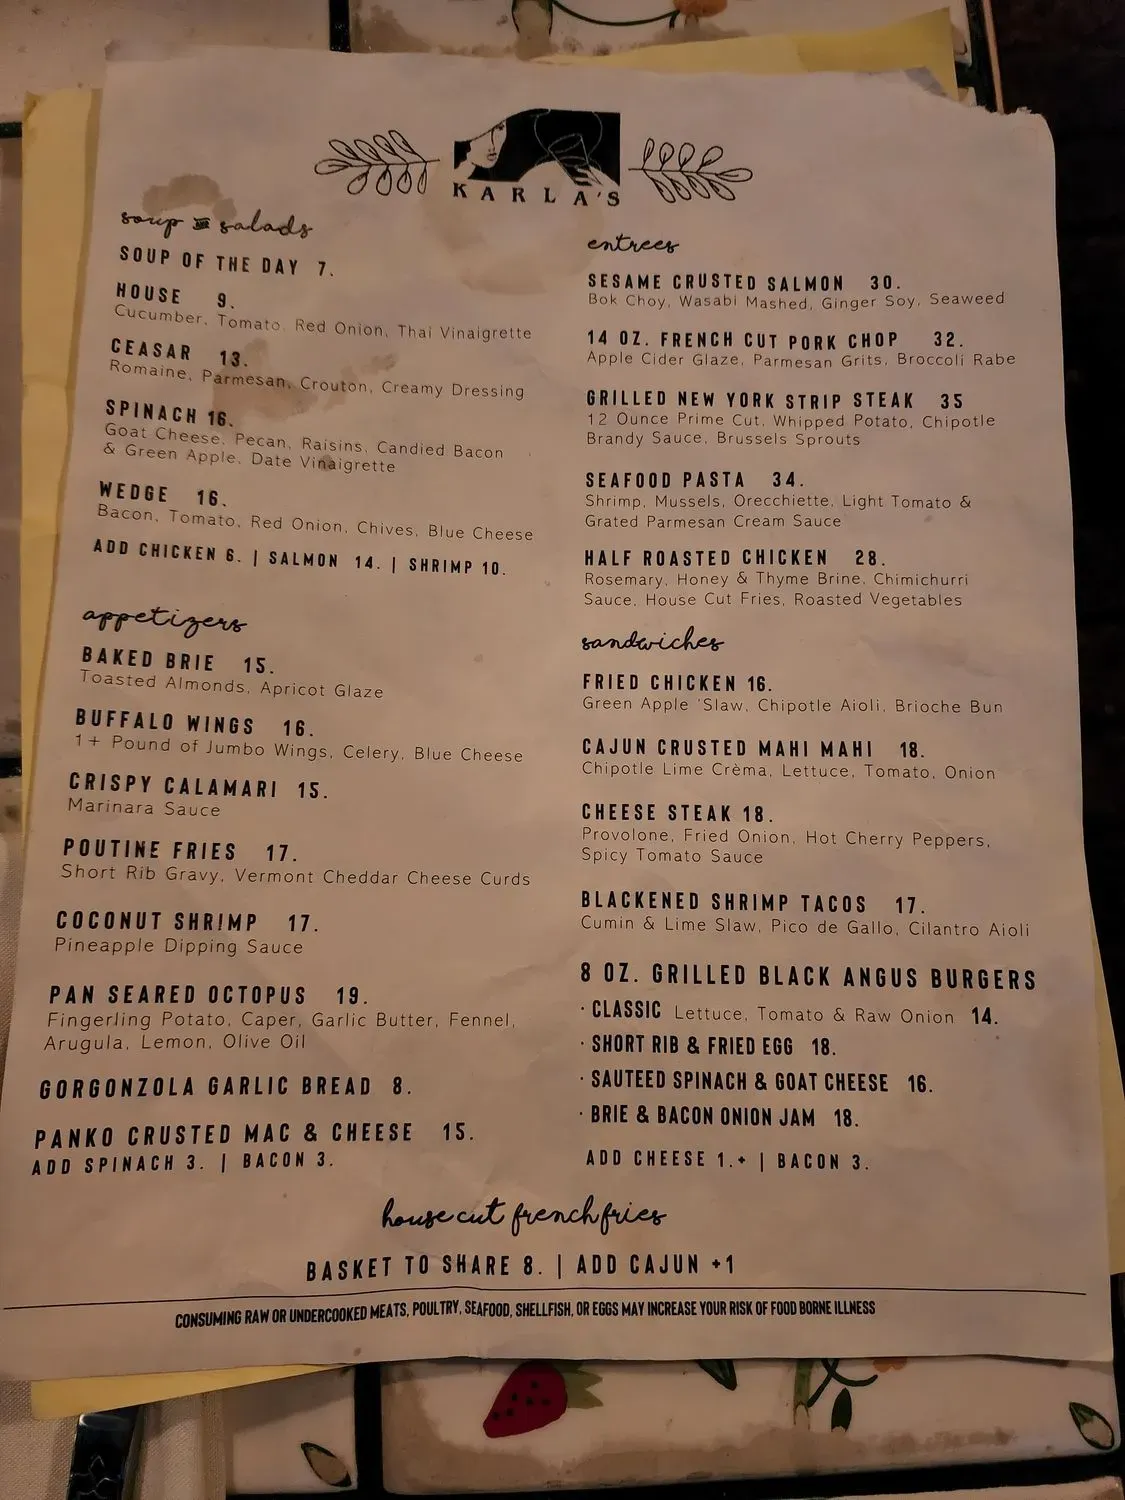 KARLA'S
soup and salads
SOUP OF THE DAY 7.
HOUSE 9.
Cucumber, Tomato, Red Onion, Thai Vinaigrette
CEASAR 13.
Romaine, Parmesan, Crouton, Creamy Dressing
SPINACH 16.
Goat Cheese, Pecan, Raisins, Candied Bacon
& Green Apple, Date Vinaigrette
WEDGE 16.
Bacon, Tomato, Red Onion, Chives, Blue Cheese
ADD CHICKEN 6. | SALMON 14. | SHRIMP 10.
appetizers
BAKED BRIE 15.
Toasted Almonds, Apricot Glaze
BUFFALO WINGS 16.
1+ Pound of Jumbo Wings, Celery, Blue Cheese
CRISPY CALAMARI 15.
Marinara Sauce
POUTINE FRIES 17.
Short Rib Gravy, Vermont Cheddar Cheese Curds
COCONUT SHRIMP 17.
Pineapple Dipping Sauce
PAN SEARED OCTOPUS 19.
Fingerling Potato, Caper, Garlic Butter, Fennel,
Arugula, Lemon, Olive Oil
GORGONZOLA GARLIC BREAD 8.
PANKO CRUSTED MAC & CHEESE 15.
ADD SPINACH 3. | BACON 3.
entrees
SESAME CRUSTED SALMON 30.
Bok Choy, Wasabi Mashed, Ginger Soy, Seaweed
14 OZ. FRENCH CUT PORK CHOP 32.
Apple Cider Glaze, Parmesan Grits, Broccoli Rabe
GRILLED NEW YORK STRIP STEAK 35
12 Ounce Prime Cut, Whipped Potato, Chipotle
Brandy Sauce, Brussels Sprouts
SEAFOOD PASTA 34.
Shrimp, Mussels, Orecchiette, Light Tomato &
Grated Parmesan Cream Sauce
HALF ROASTED CHICKEN 28.
Rosemary, Honey & Thyme Brine, Chimichurri
Sauce, House Cut Fries, Roasted Vegetables
sandwiches
FRIED CHICKEN 16.
Green Apple 'Slaw, Chipotle Aioli, Brioche Bun
CAJUN CRUSTED MAHI MAHI 18.
Chipotle Lime Crèma, Lettuce, Tomato, Onion
CHEESE STEAK 18.
Provolone, Fried Onion, Hot Cherry Peppers,
Spicy Tomato Sauce
BLACKENED SHRIMP TACOS 17.
Cumin & Lime Slaw, Pico de Gallo, Cilantro Aioli
8 OZ. GRILLED BLACK ANGUS BURGERS
· CLASSIC Lettuce, Tomato & Raw Onion 14.
· SHORT RIB & FRIED EGG 18.
· SAUTEED SPINACH & GOAT CHEESE 16.
· BRIE & BACON ONION JAM 18.
ADD CHEESE 1.+ | BACON 3.
house cut french fries
BASKET TO SHARE 8. | ADD CAJUN +1
CONSUMING RAW OR UNDERCOOKED MEATS, POULTRY, SEAFOOD, SHELLFISH, OR EGGS MAY INCREASE YOUR RISK OF FOOD BORNE ILLNESS